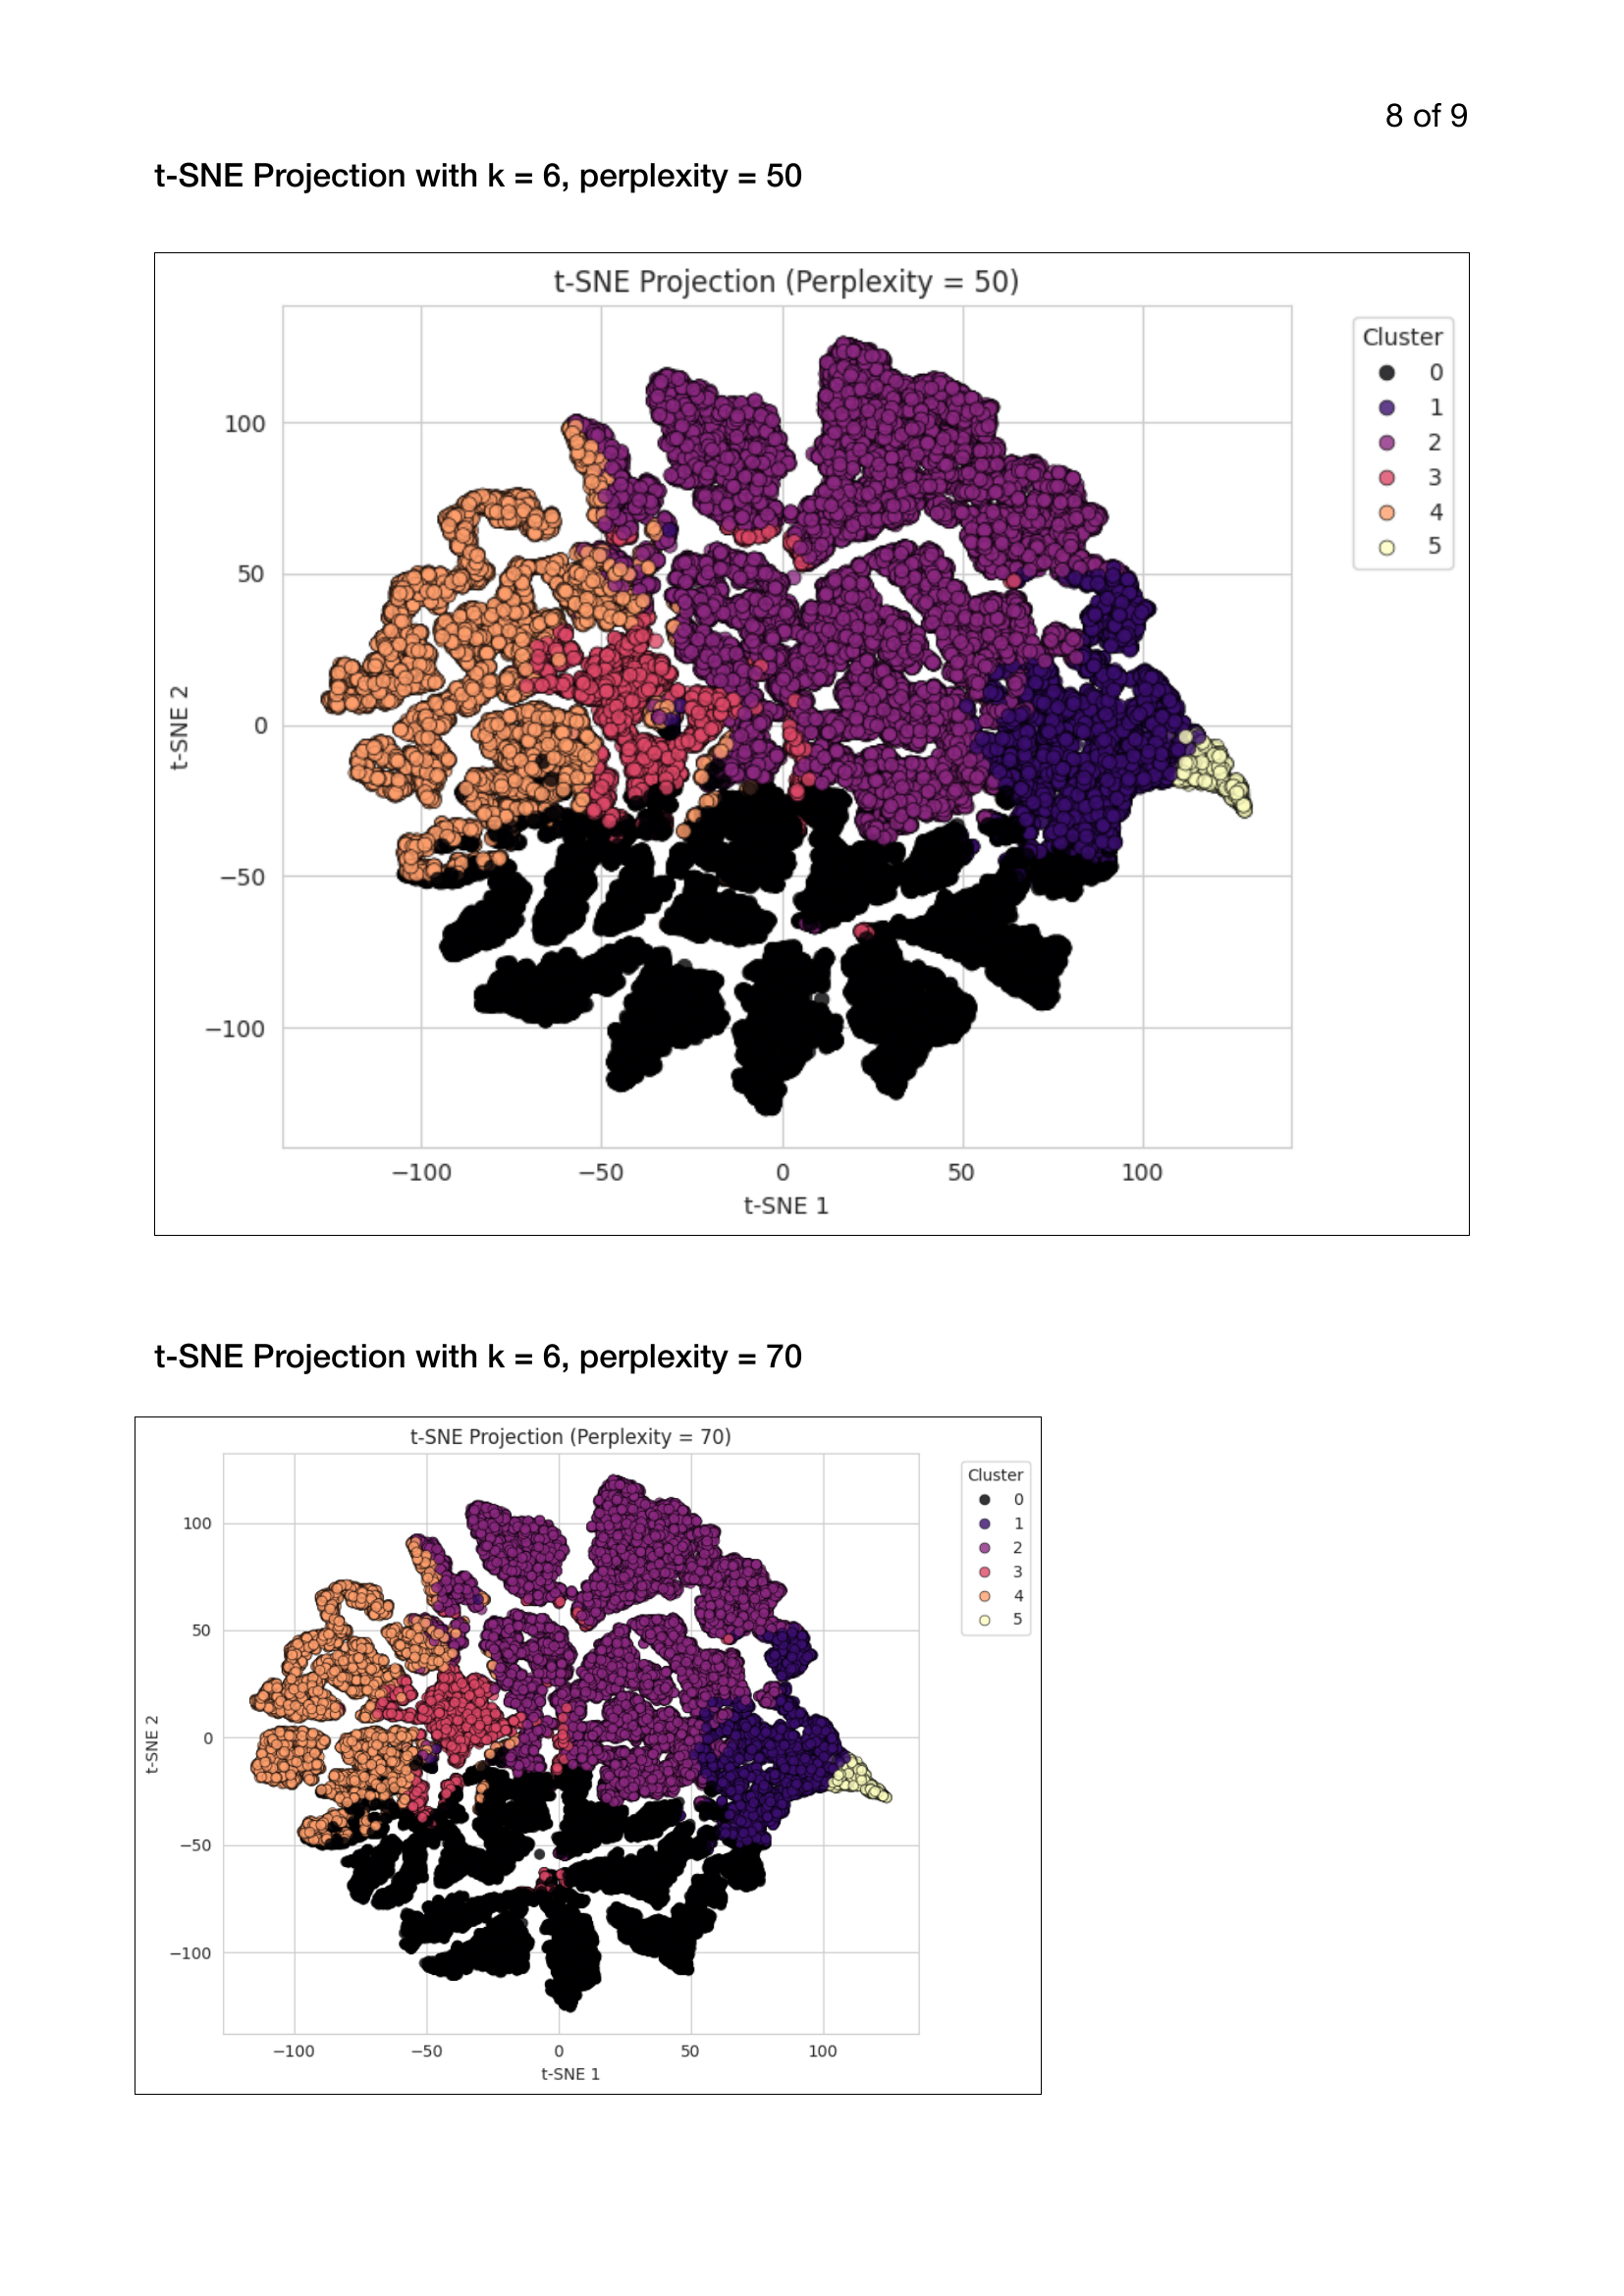 8 of 9
t-SNE Projection with k = 6, perplexity = 50
t-SNE Projection (Perplexity = 50)
Cluster
0
1
2
3
4
5
100
50
0
−50
−100
t-SNE 2
−100
−50
0
50
100
t-SNE 1
t-SNE Projection with k = 6, perplexity = 70
t-SNE Projection (Perplexity = 70)
Cluster
0
1
2
3
4
5
100
50
0
−50
−100
t-SNE 2
−100
−50
0
50
100
t-SNE 1